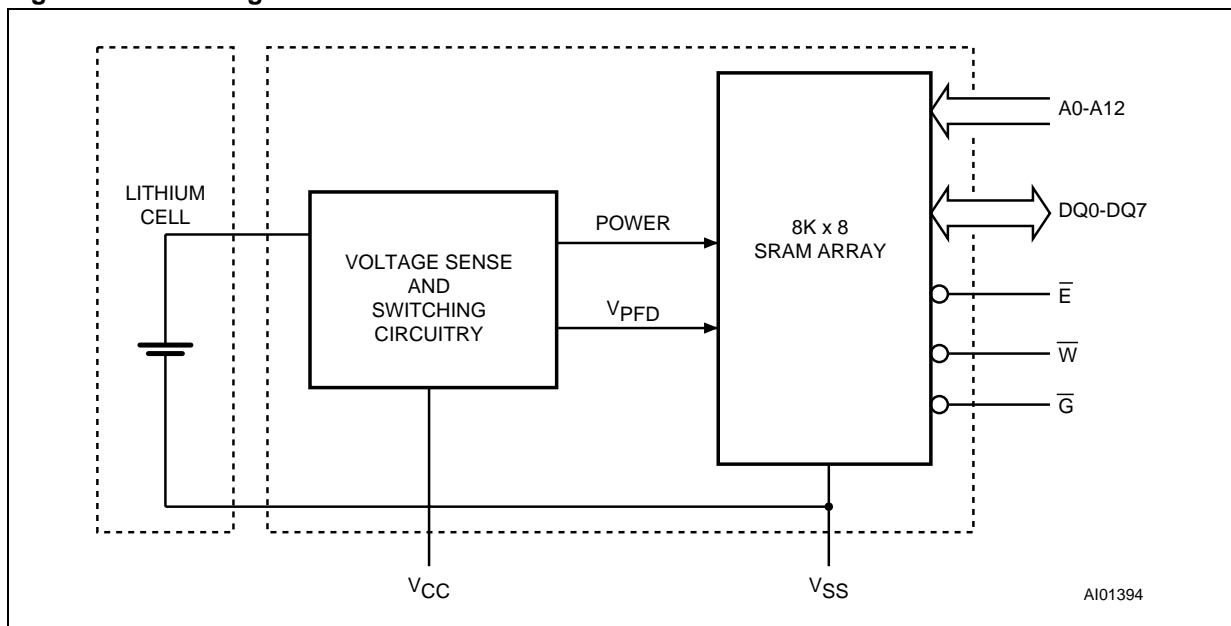 LITHIUM
CELL
VOLTAGE SENSE
AND
SWITCHING
CIRCUITRY
POWER
VPFD
8K x 8
SRAM ARRAY
A0-A12
DQ0-DQ7
E̅
W̅
G̅
VCC
VSS
AI01394